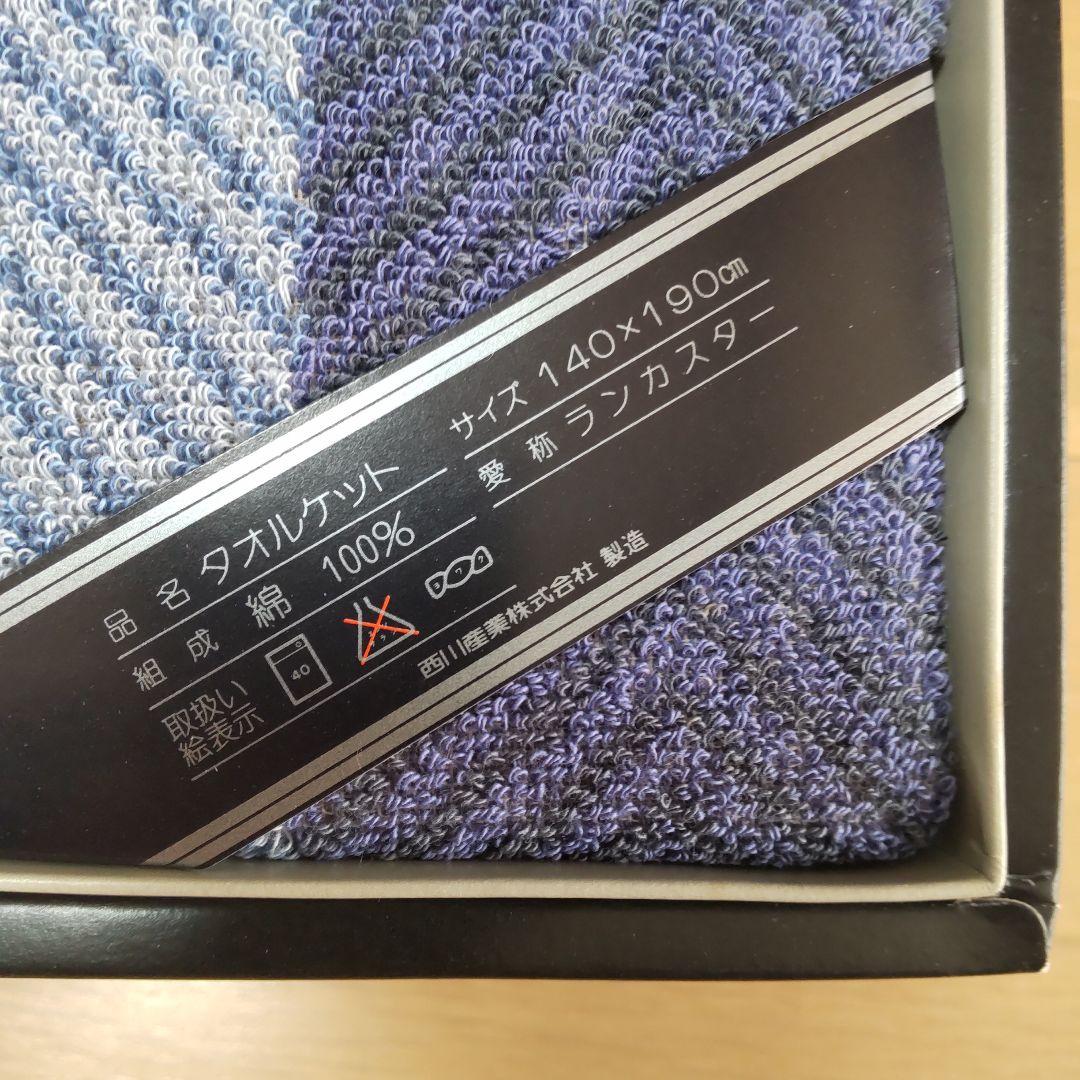 品名 タオルケット
サイズ 140×190㎝
組成 綿 100%
愛称 ランカスター
取扱い
絵表示
40
西川産業株式会社 製造